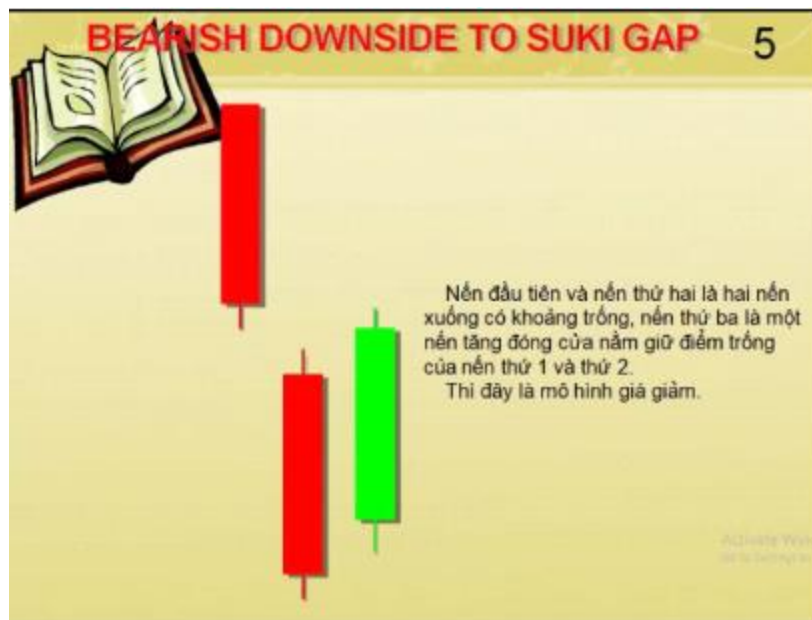 BEARISH DOWNSIDE TO SUKI GAP
5
Nến đầu tiên và nến thứ hai là hai nến
xuống có khoảng trống, nến thứ ba là một
nến tăng đóng cửa nằm giữ điểm trống
của nến thứ 1 và thứ 2.
Thì đây là mô hình giá giảm.